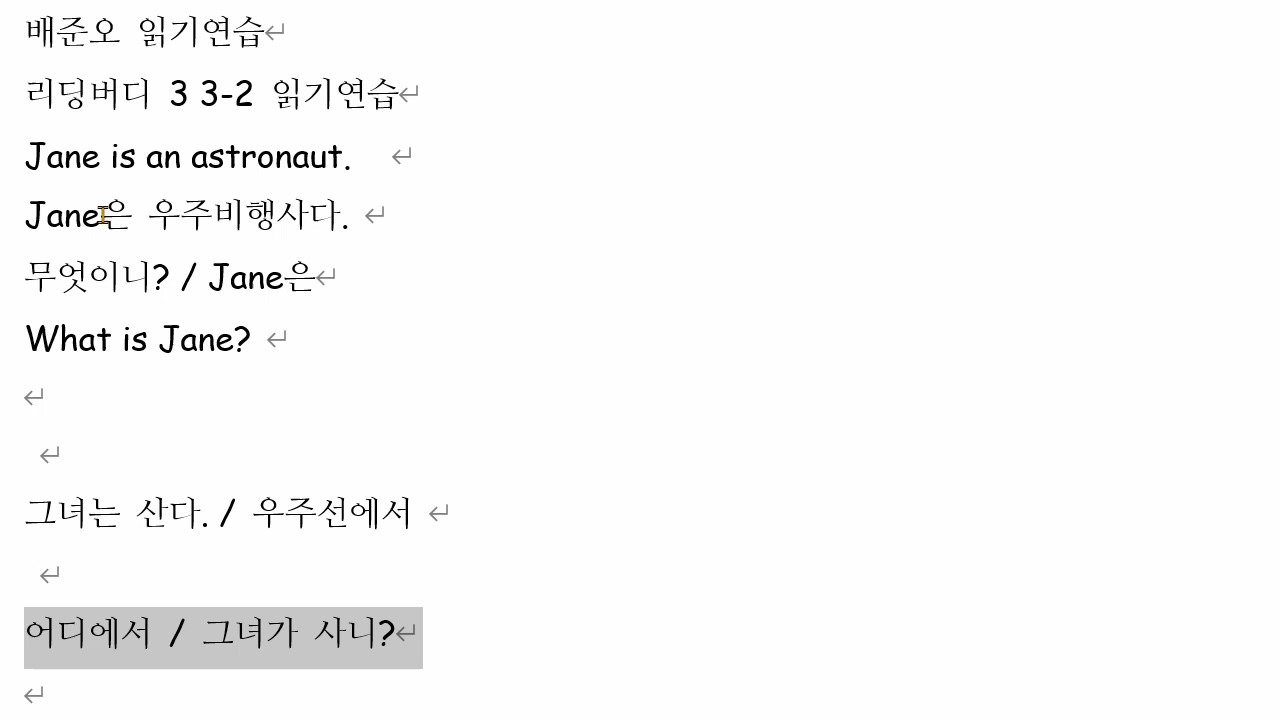 배준오 읽기연습
리딩버디 3 3-2 읽기연습
Jane is an astronaut.
Jane은 우주비행사다.
무엇이니? / Jane은
What is Jane?
그녀는 산다. / 우주선에서
어디에서 / 그녀가 사니?